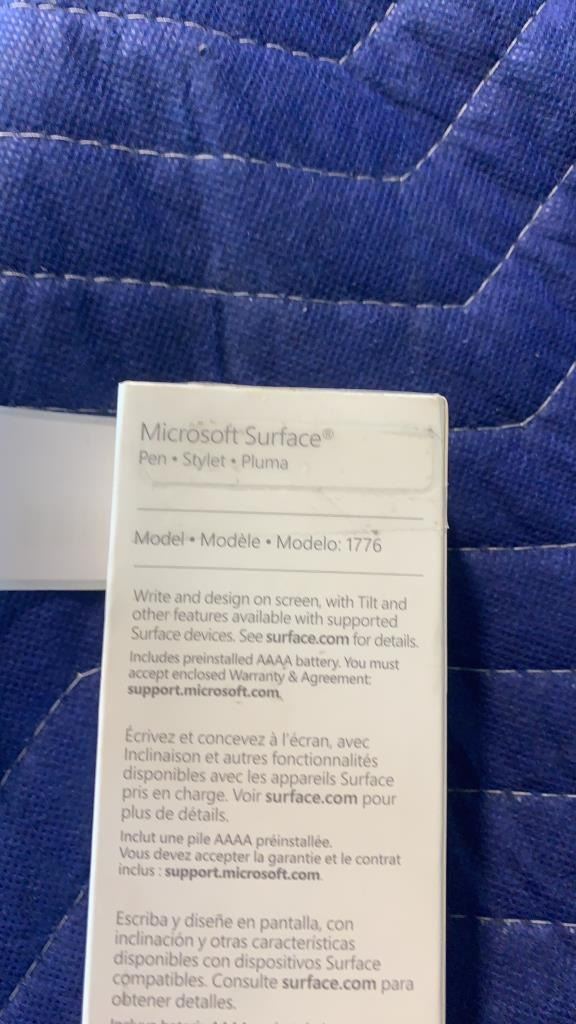 Microsoft Surface®
Pen • Stylet • Pluma
Model • Modèle • Modelo: 1776
Write and design on screen, with Tilt and
other features available with supported
Surface devices. See surface.com for details.
Includes preinstalled AAAA battery. You must
accept enclosed Warranty & Agreement:
support.microsoft.com.
Écrivez et concevez à l'écran, avec
Inclinaison et autres fonctionnalités
disponibles avec les appareils Surface
pris en charge. Voir surface.com pour
plus de détails.
Inclut une pile AAAA préinstallée.
Vous devez accepter la garantie et le contrat
inclus : support.microsoft.com.
Escriba y diseñe en pantalla, con
inclinación y otras características
disponibles con dispositivos Surface
compatibles. Consulte surface.com para
obtener detalles.